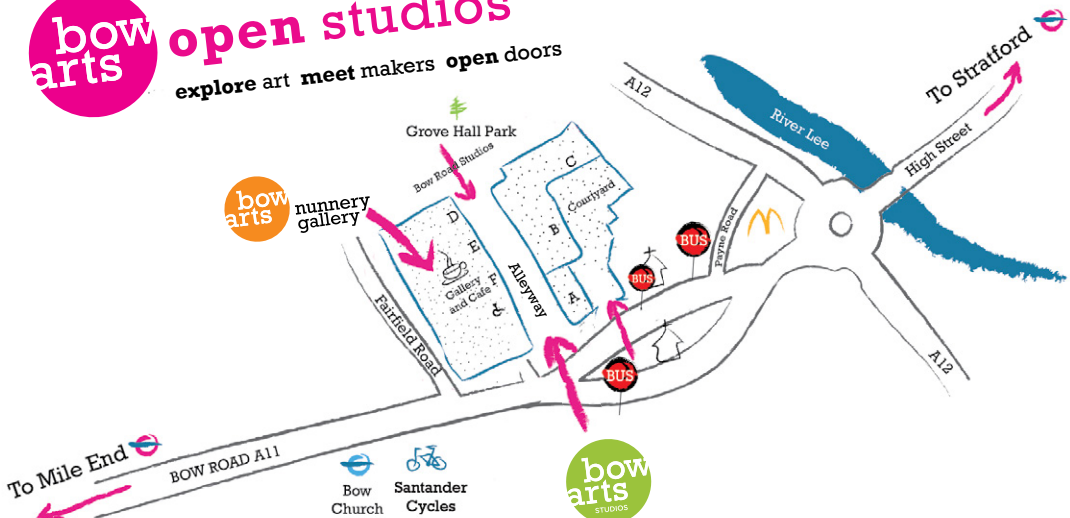 bow
arts
open studios
explore art meet makers open doors
To Stratford
A12
River Lee
High Street
Grove Hall Park
Bow Road Studios
bow
arts
nunnery
gallery
C
Courtyard
D
B
E
Payne Road
BUS
BUS
Alleyway
F
Gallery
and Cafe
A
Fairfield Road
BUS
A12
To Mile End
BOW ROAD A11
Bow
Church
Santander
Cycles
bow
arts
STUDIOS